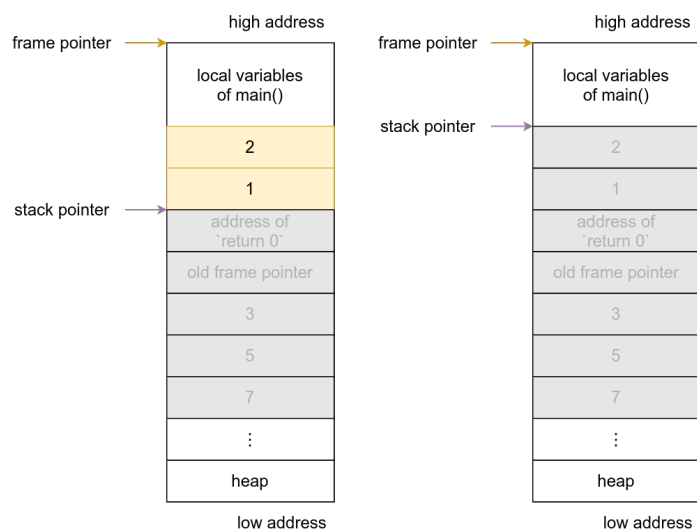 high address
frame pointer
local variables
of main()
2
1
stack pointer
address of
`return 0`
old frame pointer
3
5
7
⋮
heap
low address
high address
frame pointer
local variables
of main()
stack pointer
2
1
address of
`return 0`
old frame pointer
3
5
7
⋮
heap
low address